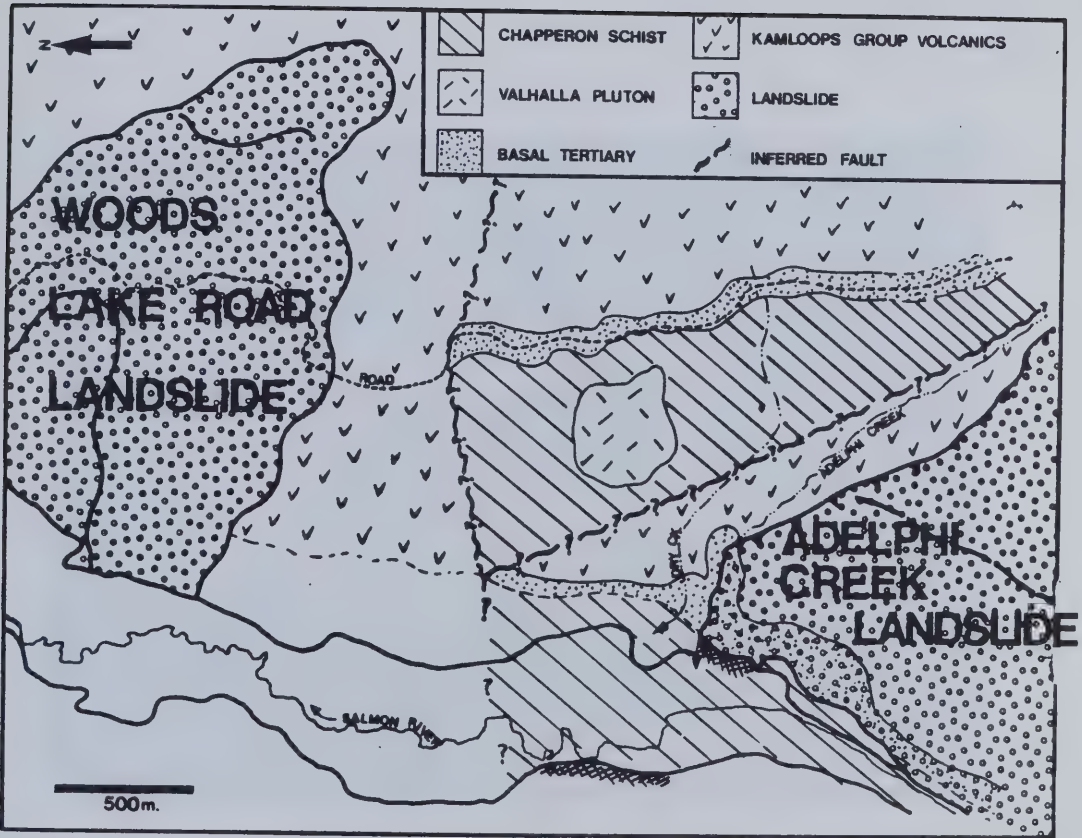 N
CHAPPERON SCHIST
KAMLOOPS GROUP VOLCANICS
VALHALLA PLUTON
LANDSLIDE
BASAL TERTIARY
INFERRED FAULT
WOODS
LAKE ROAD
LANDSLIDE
ROAD
ADELPHI CREEK
ADELPHI
CREEK
LANDSLIDE
SALMON RIVER
?
?
?
500m.